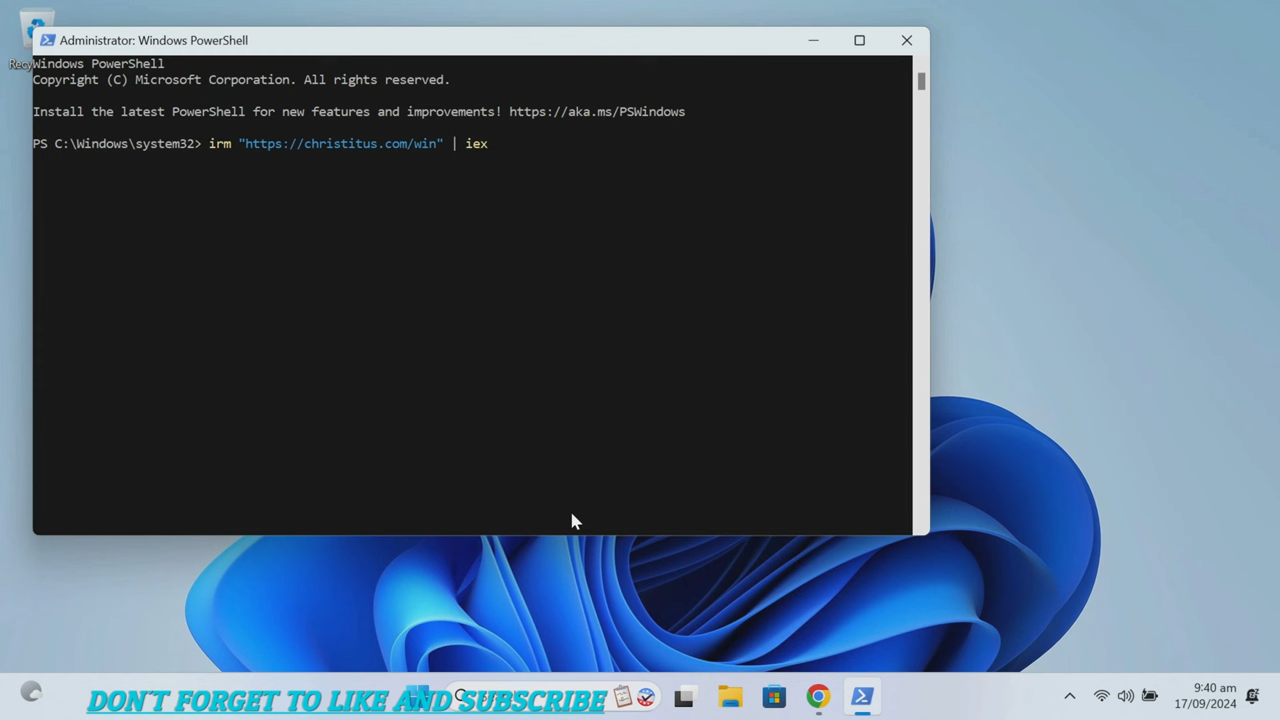 Administrator: Windows PowerShell
Windows PowerShell
Copyright (C) Microsoft Corporation. All rights reserved.
Install the latest PowerShell for new features and improvements! https://aka.ms/PSWindows
PS C:\Windows\system32> irm "https://christitus.com/win" | iex
Recy
DON'T FORGET TO LIKE AND SUBSCRIBE
9:40 am
17/09/2024